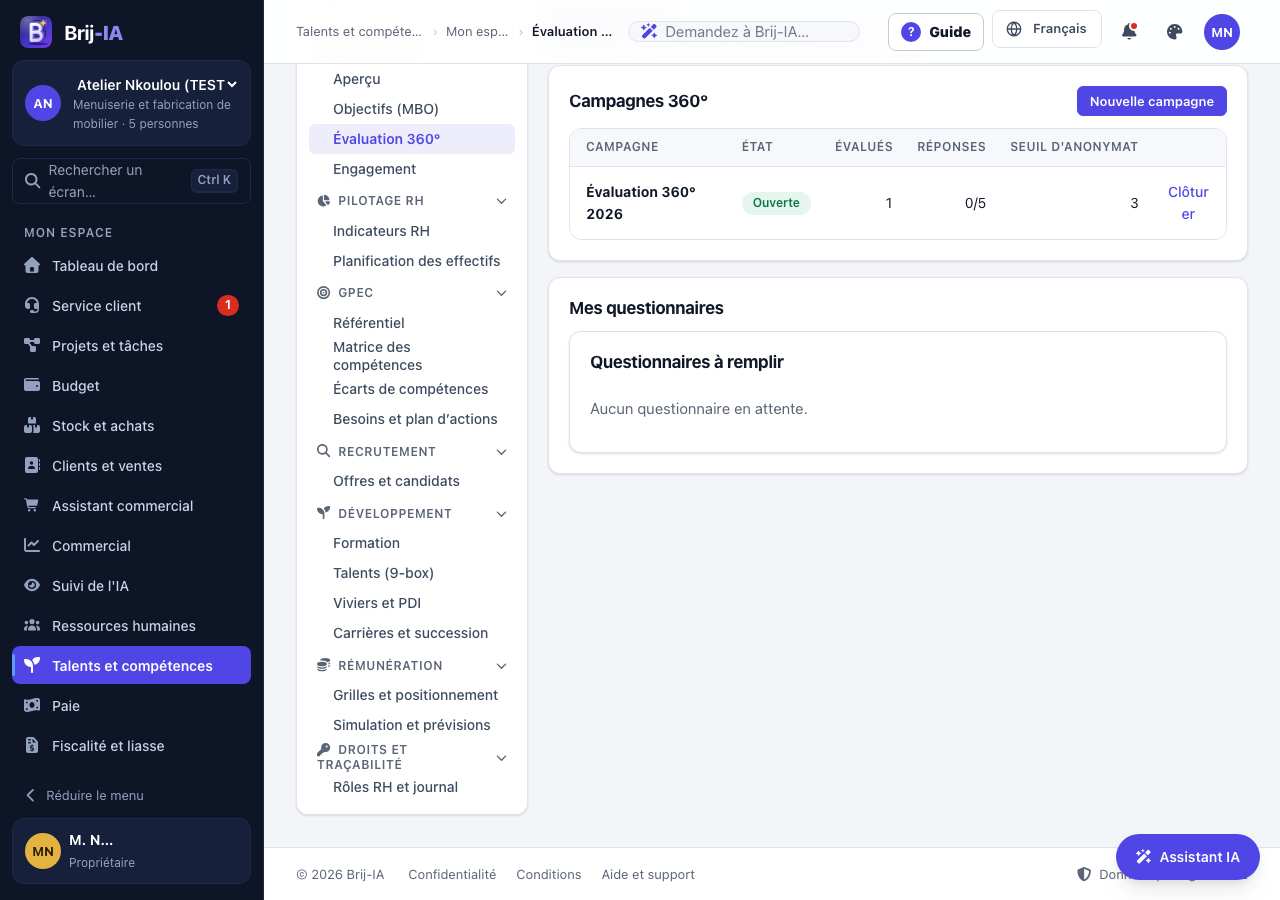 Brij-IA
AN
Atelier Nkoulou (TEST
Menuiserie et fabrication de
mobilier · 5 personnes
Rechercher un
écran...
Ctrl K
MON ESPACE
Tableau de bord
Service client
1
Projets et tâches
Budget
Stock et achats
Clients et ventes
Assistant commercial
Commercial
Suivi de l'IA
Ressources humaines
Talents et compétences
Paie
Fiscalité et liasse
Réduire le menu
MN
M. N...
Propriétaire
Talents et compéte... › Mon esp... › Évaluation ...
Demandez à Brij-IA...
? Guide
Français
MN
Aperçu
Objectifs (MBO)
Évaluation 360°
Engagement
PILOTAGE RH
Indicateurs RH
Planification des effectifs
GPEC
Référentiel
Matrice des
compétences
Écarts de compétences
Besoins et plan d'actions
RECRUTEMENT
Offres et candidats
DÉVELOPPEMENT
Formation
Talents (9-box)
Viviers et PDI
Carrières et succession
RÉMUNÉRATION
Grilles et positionnement
Simulation et prévisions
DROITS ET
TRAÇABILITÉ
Rôles RH et journal
Campagnes 360°
Nouvelle campagne
CAMPAGNE ÉTAT ÉVALUÉS RÉPONSES SEUIL D'ANONYMAT
Évaluation 360°
2026
Ouverte
1
0/5
3
Clôtur
er
Mes questionnaires
Questionnaires à remplir
Aucun questionnaire en attente.
© 2026 Brij-IA
Confidentialité
Conditions
Aide et support
Assistant IA